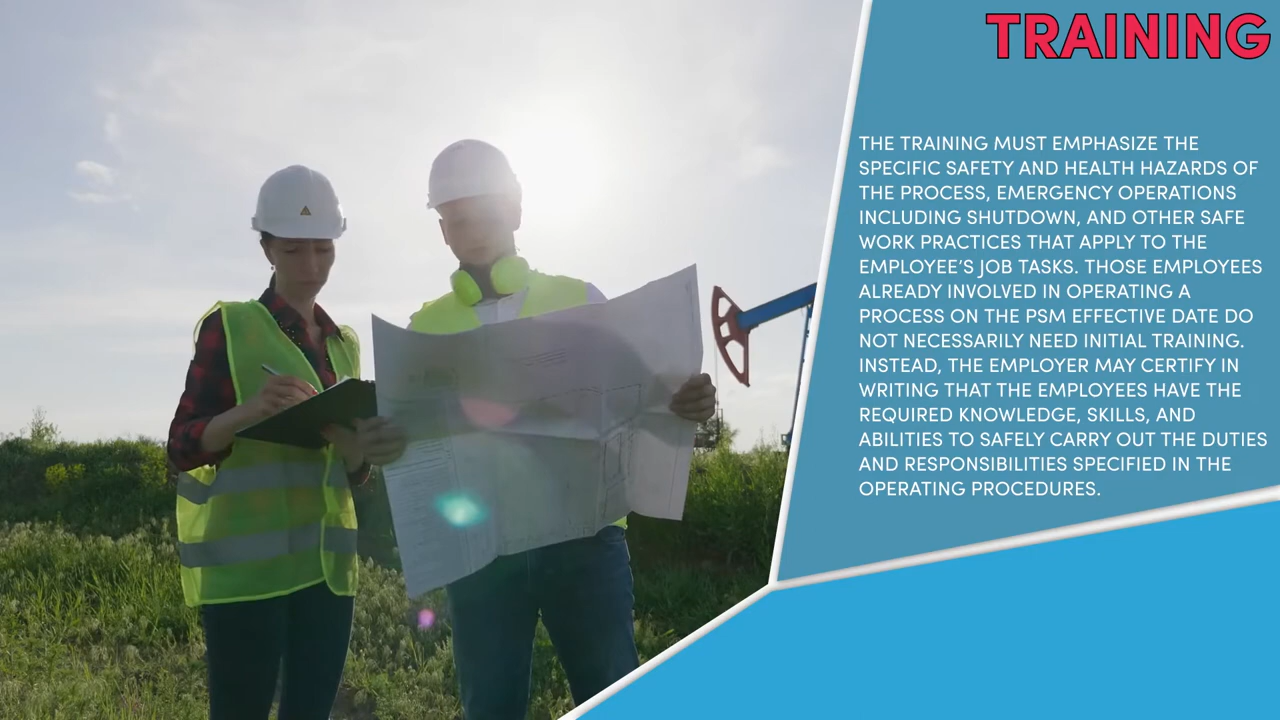 TRAINING
THE TRAINING MUST EMPHASIZE THE
SPECIFIC SAFETY AND HEALTH HAZARDS OF
THE PROCESS, EMERGENCY OPERATIONS
INCLUDING SHUTDOWN, AND OTHER SAFE
WORK PRACTICES THAT APPLY TO THE
EMPLOYEE'S JOB TASKS. THOSE EMPLOYEES
ALREADY INVOLVED IN OPERATING A
PROCESS ON THE PSM EFFECTIVE DATE DO
NOT NECESSARILY NEED INITIAL TRAINING.
INSTEAD, THE EMPLOYER MAY CERTIFY IN
WRITING THAT THE EMPLOYEES HAVE THE
REQUIRED KNOWLEDGE, SKILLS, AND
ABILITIES TO SAFELY CARRY OUT THE DUTIES
AND RESPONSIBILITIES SPECIFIED IN THE
OPERATING PROCEDURES.